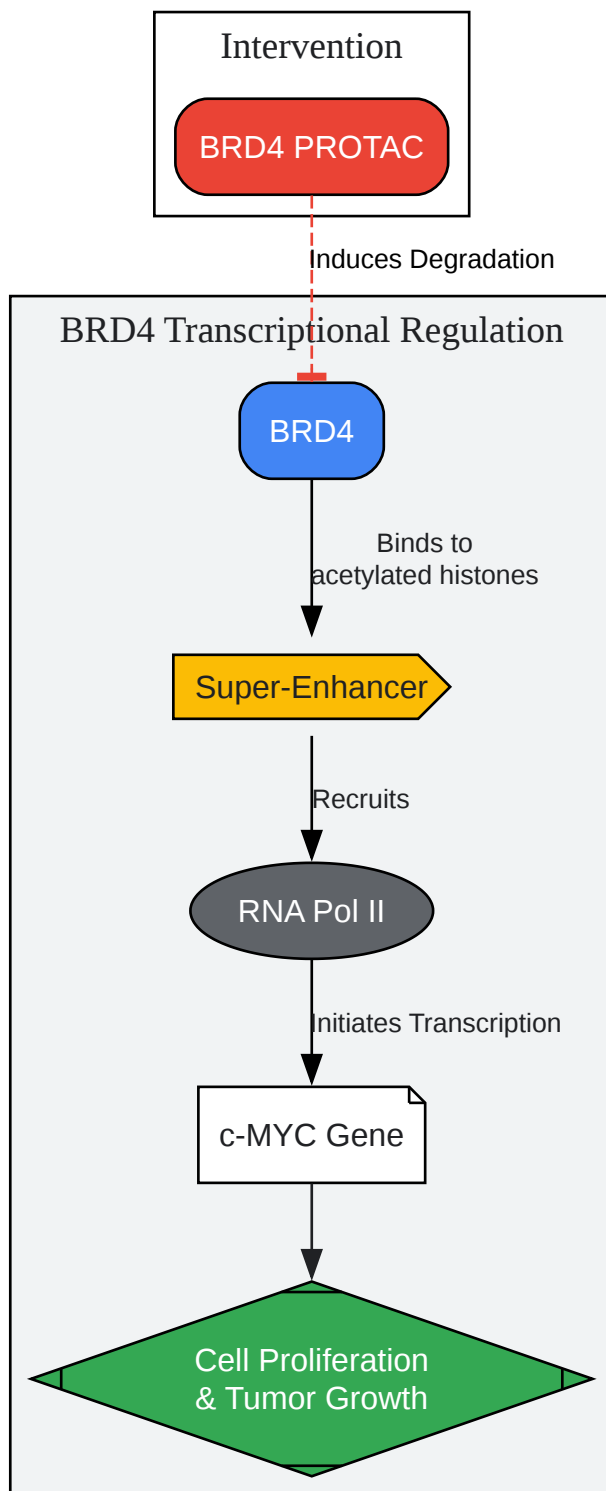 Intervention
BRD4 PROTAC
Induces Degradation
BRD4 Transcriptional Regulation
BRD4
Binds to
acetylated histones
Super-Enhancer
Recruits
RNA Pol II
Initiates Transcription
c-MYC Gene
Cell Proliferation
& Tumor Growth